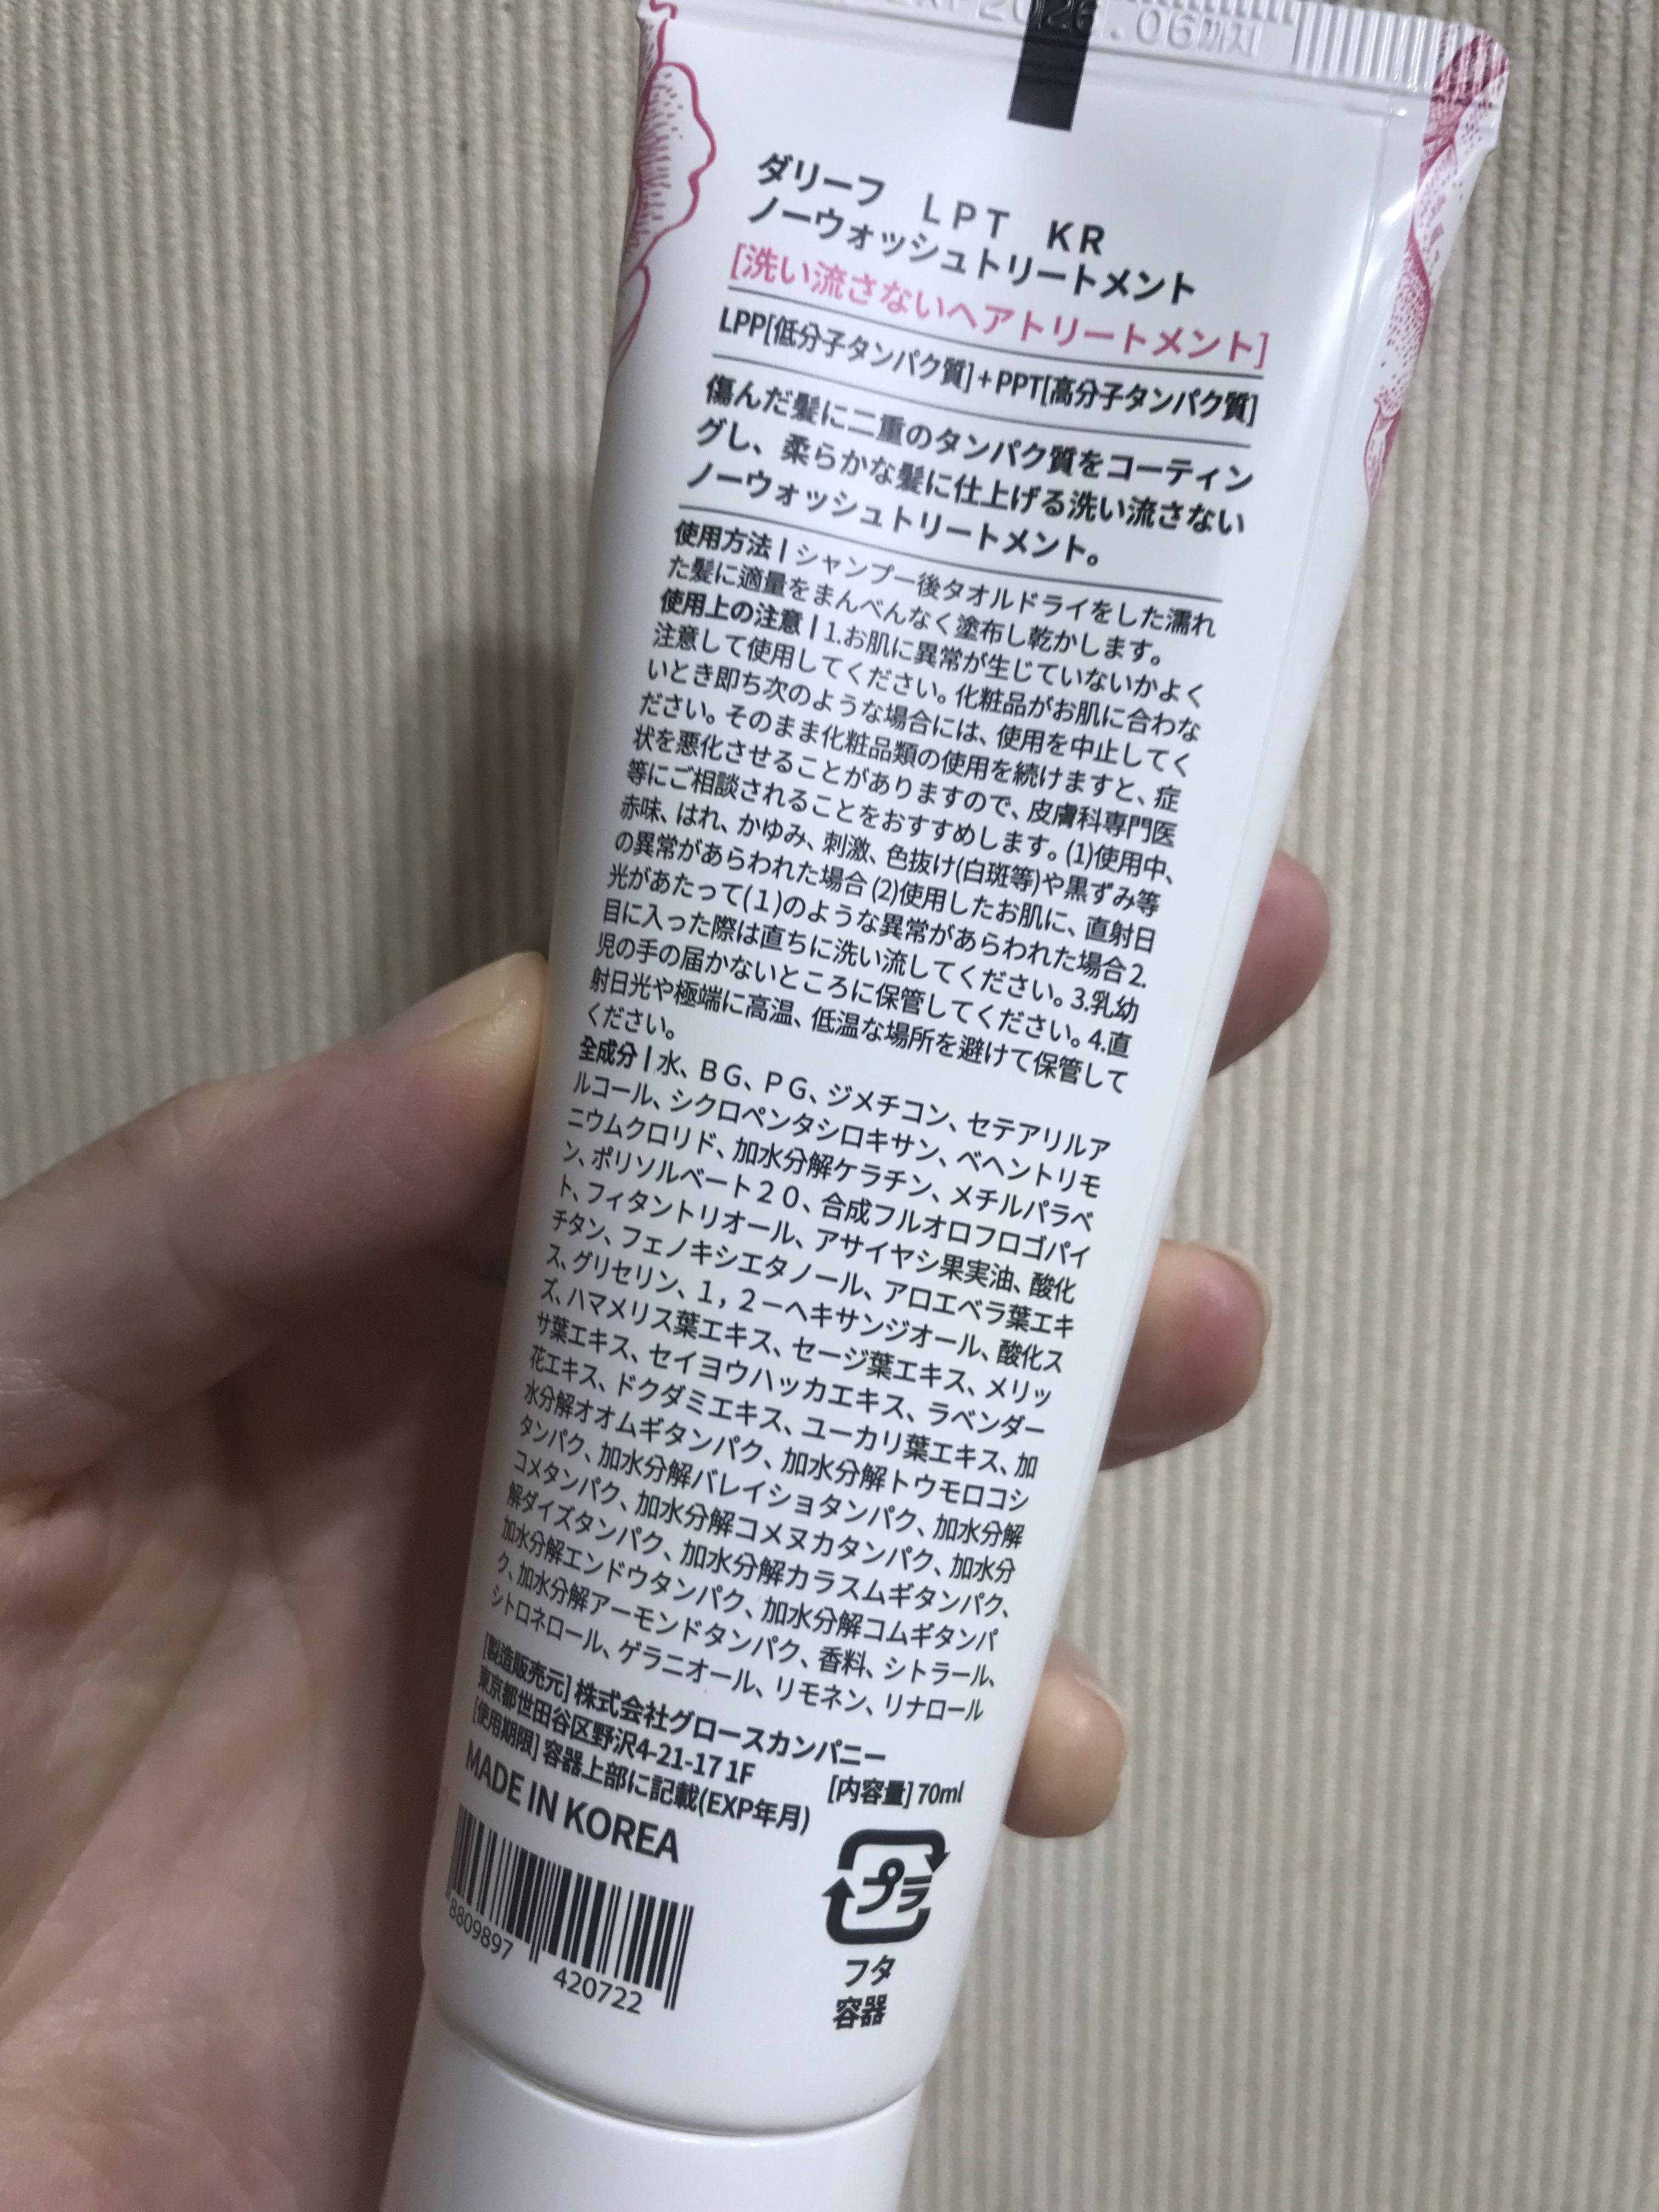 EXP2026.06까지
ダリーフ LPT KR
ノーウォッシュトリートメント
[洗い流さないヘアトリートメント]
LPP[低分子タンパク質]+PPT[高分子タンパク質]
傷んだ髪に二重のタンパク質をコーティン
グし、柔らかな髪に仕上げる洗い流さない
ノーウォッシュトリートメント。
使用方法 | シャンプー後タオルドライをした濡れ
た髪に適量をまんべんなく塗布し乾かします。
使用上の注意 | 1.お肌に異常が生じていないかよく
注意して使用してください。化粧品がお肌に合わな
いとき即ち次のような場合には、使用を中止してく
ださい。そのまま化粧品類の使用を続けますと、症
状を悪化させることがありますので、皮膚科専門医
等にご相談されることをおすすめします。(1)使用中、
赤味、はれ、かゆみ、刺激、色抜け(白斑等)や黒ずみ等
の異常があらわれた場合 (2)使用したお肌に、直射日
光があたって(１)のような異常があらわれた場合 2.
目に入った際は直ちに洗い流してください。3.乳幼
児の手の届かないところに保管してください。4.直
射日光や極端に高温、低温な場所を避けて保管して
ください。
全成分 | 水、ＢＧ、ＰＧ、ジメチコン、セテアリルア
ルコール、シクロペンタシロキサン、ベヘントリモ
ニウムクロリド、加水分解ケラチン、メチルパラベ
ン、ポリソルベート２０、合成フルオロフロゴパイ
ト、フィタントリオール、アサイヤシ果実油、酸化
チタン、フェノキシエタノール、アロエベラ葉エキ
ス、グリセリン、１，２－ヘキサンジオール、酸化ス
ズ、ハマメリス葉エキス、セージ葉エキス、メリッ
サ葉エキス、セイヨウハッカエキス、ラベンダー
花エキス、ドクダミエキス、ユーカリ葉エキス、加
水分解オオムギタンパク、加水分解トウモロコシ
タンパク、加水分解バレイショタンパク、加水分解
コメタンパク、加水分解コメヌカタンパク、加水分
解ダイズタンパク、加水分解カラスムギタンパク、
加水分解エンドウタンパク、加水分解コムギタンパ
ク、加水分解アーモンドタンパク、香料、シトラール、
シトロネロール、ゲラニオール、リモネン、リナロール
[製造販売元] 株式会社グロースカンパニー
東京都世田谷区野沢4-21-17 1F
[使用期限] 容器上部に記載(EXP年月)
[内容量] 70ml
MADE IN KOREA
8809897 420722
プラ
フタ
容器